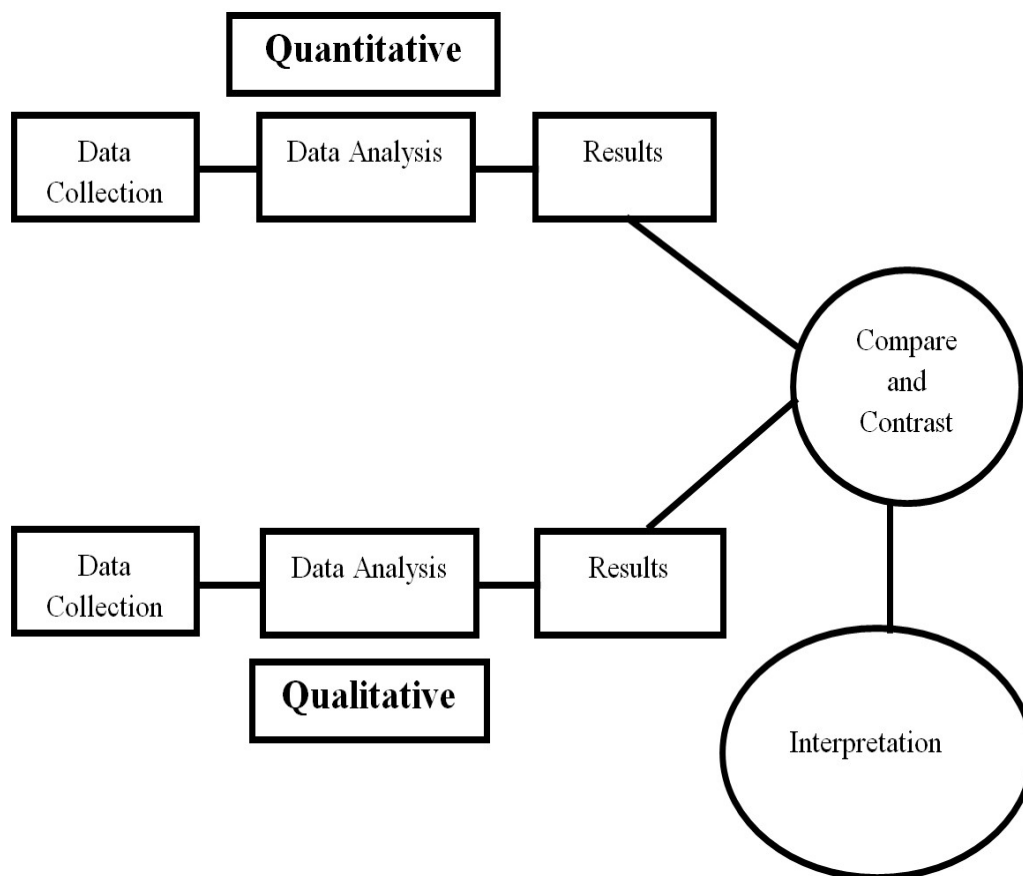 Quantitative
Data
Collection
Data Analysis
Results
Compare
and
Contrast
Data
Collection
Data Analysis
Results
Qualitative
Interpretation